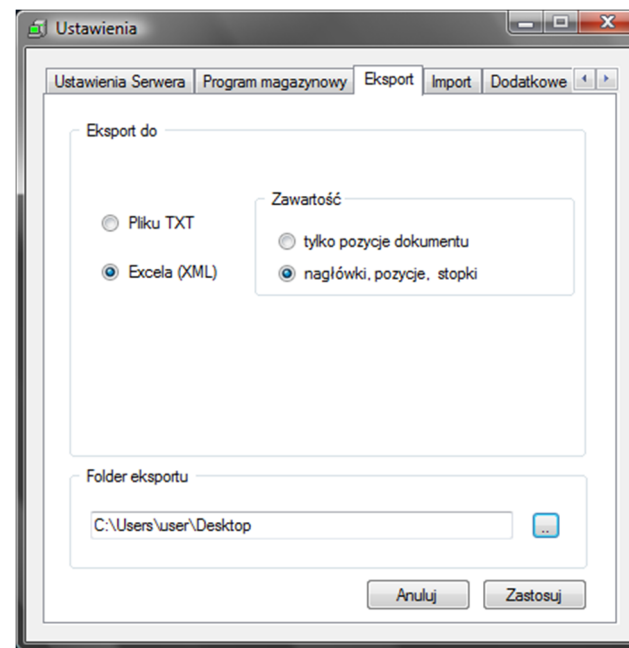 Ustawienia
Ustawienia Serwera Program magazynowy Eksport Import Dodatkowe
Eksport do
Zawartość
Pliku TXT
tylko pozycje dokumentu
Excela (XML)
nagłówki, pozycje, stopki
Folder eksportu
C:\Users\user\Desktop
..
Anuluj Zastosuj